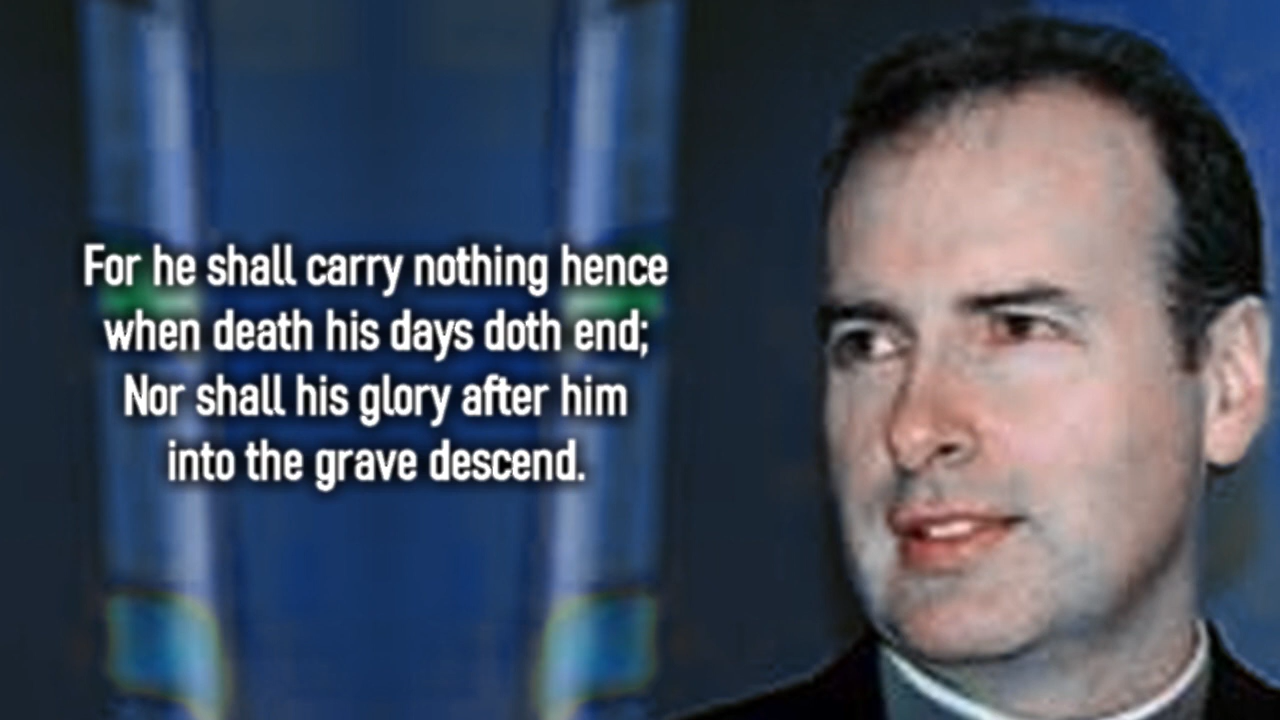 For he shall carry nothing hence
when death his days doth end;
Nor shall his glory after him
into the grave descend.